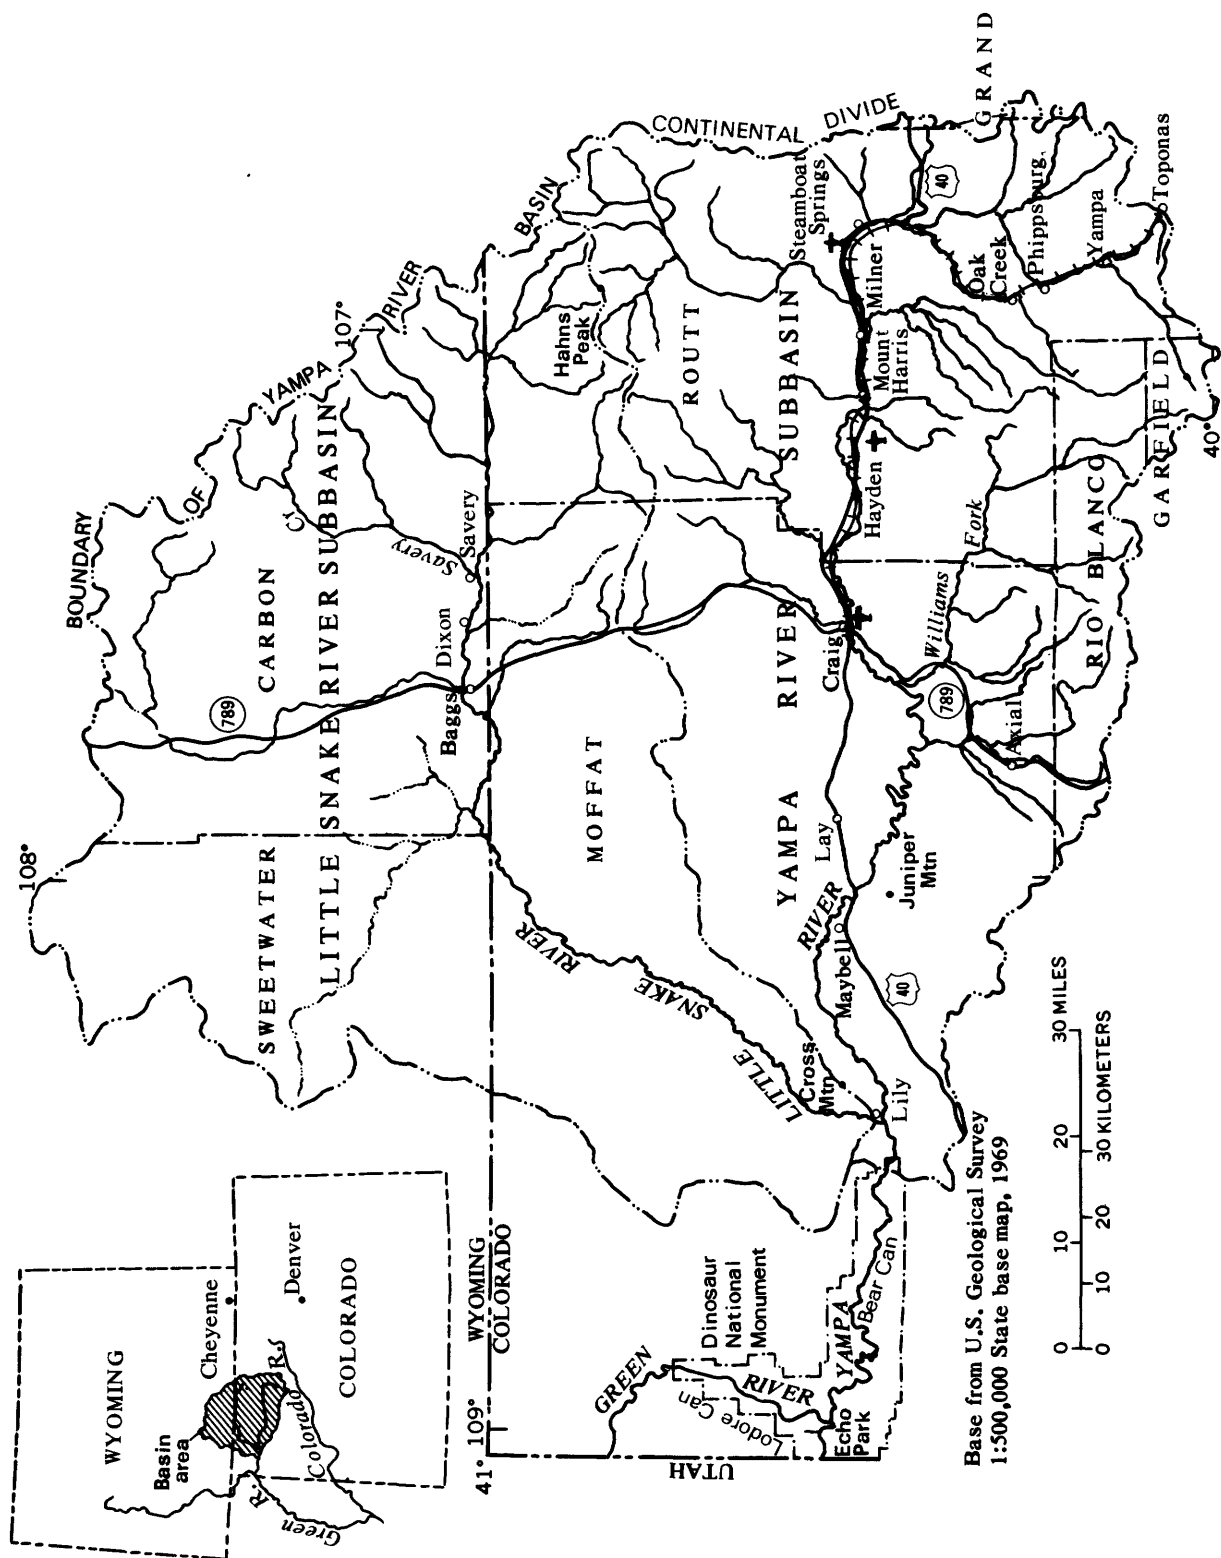 WYOMING
Cheyenne
Basin
area
Denver
COLORADO
Green
R.
Colorado
R.
108°
107°
BOUNDARY
OF
YAMPA
RIVER
BASIN
CONTINENTAL
DIVIDE
SWEETWATER
CARBON
789
LITTLE SNAKE RIVER SUBBASIN
Savery
Cr
Baggs
Dixon
Savery
109°
41°
WYOMING
COLORADO
UTAH
LITTLE
SNAKE
RIVER
MOFFAT
Hahns
Peak
ROUTT
YAMPA RIVER SUBBASIN
GREEN
RIVER
Lodore Can
Dinosaur
National
Monument
Echo
Park
YAMPA
Bear Can
Cross
Mtn
Lily
Maybell
RIVER
Lay
Juniper
Mtn
40
Craig
Hayden
Mount
Harris
Milner
Steamboat
Springs
40
GRAND
Williams
Fork
789
Axial
Oak
Creek
Phippsburg
Yampa
Toponas
RIO BLANCO
GARFIELD
40°
Base from U.S. Geological Survey
1:500,000 State base map, 1969
0 10 20 30 MILES
0 10 20 30 KILOMETERS